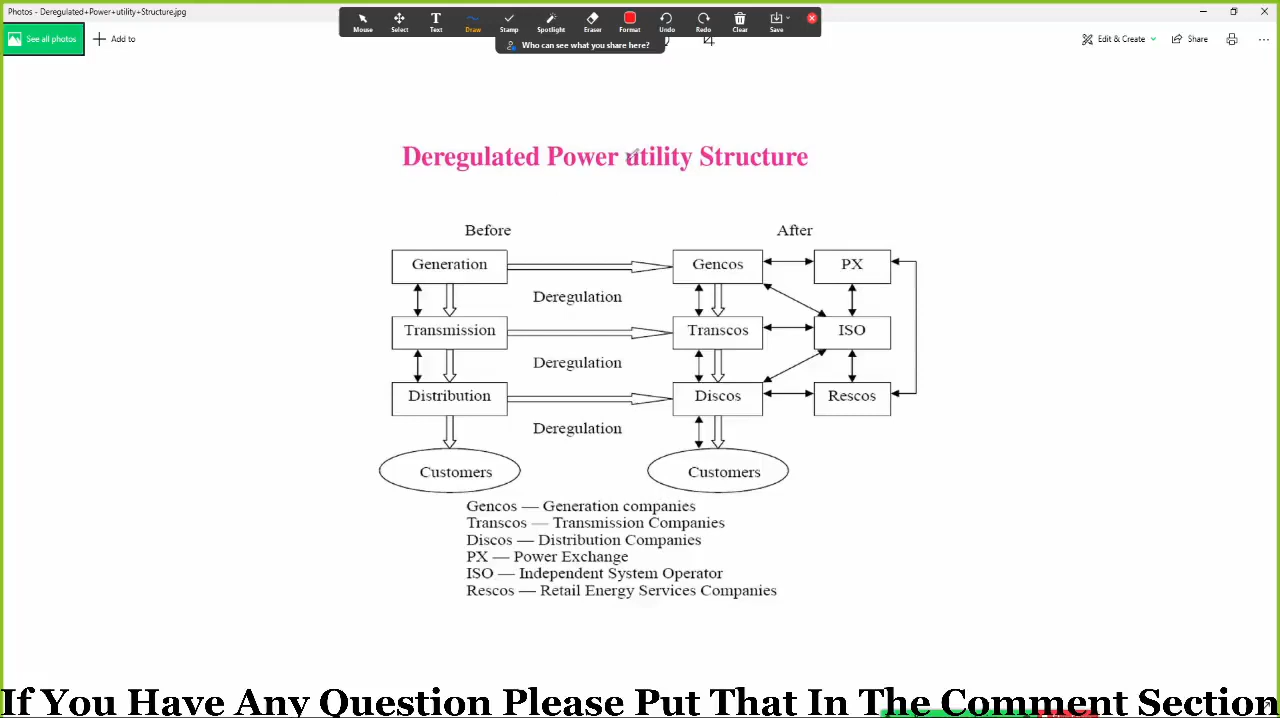 Photos - Deregulated+Power+utility+Structure.jpg
Mouse Select Text Draw Stamp Spotlight Eraser Format Undo Redo Clear Save
See all photos Add to Who can see what you share here? Edit & Create Share
Deregulated Power utility Structure
Before After
Generation Gencos PX
Deregulation
Transmission Transcos ISO
Deregulation
Distribution Discos Rescos
Deregulation
Customers Customers
Gencos — Generation companies
Transcos — Transmission Companies
Discos — Distribution Companies
PX — Power Exchange
ISO — Independent System Operator
Rescos — Retail Energy Services Companies
If You Have Any Question Please Put That In The Comment Section